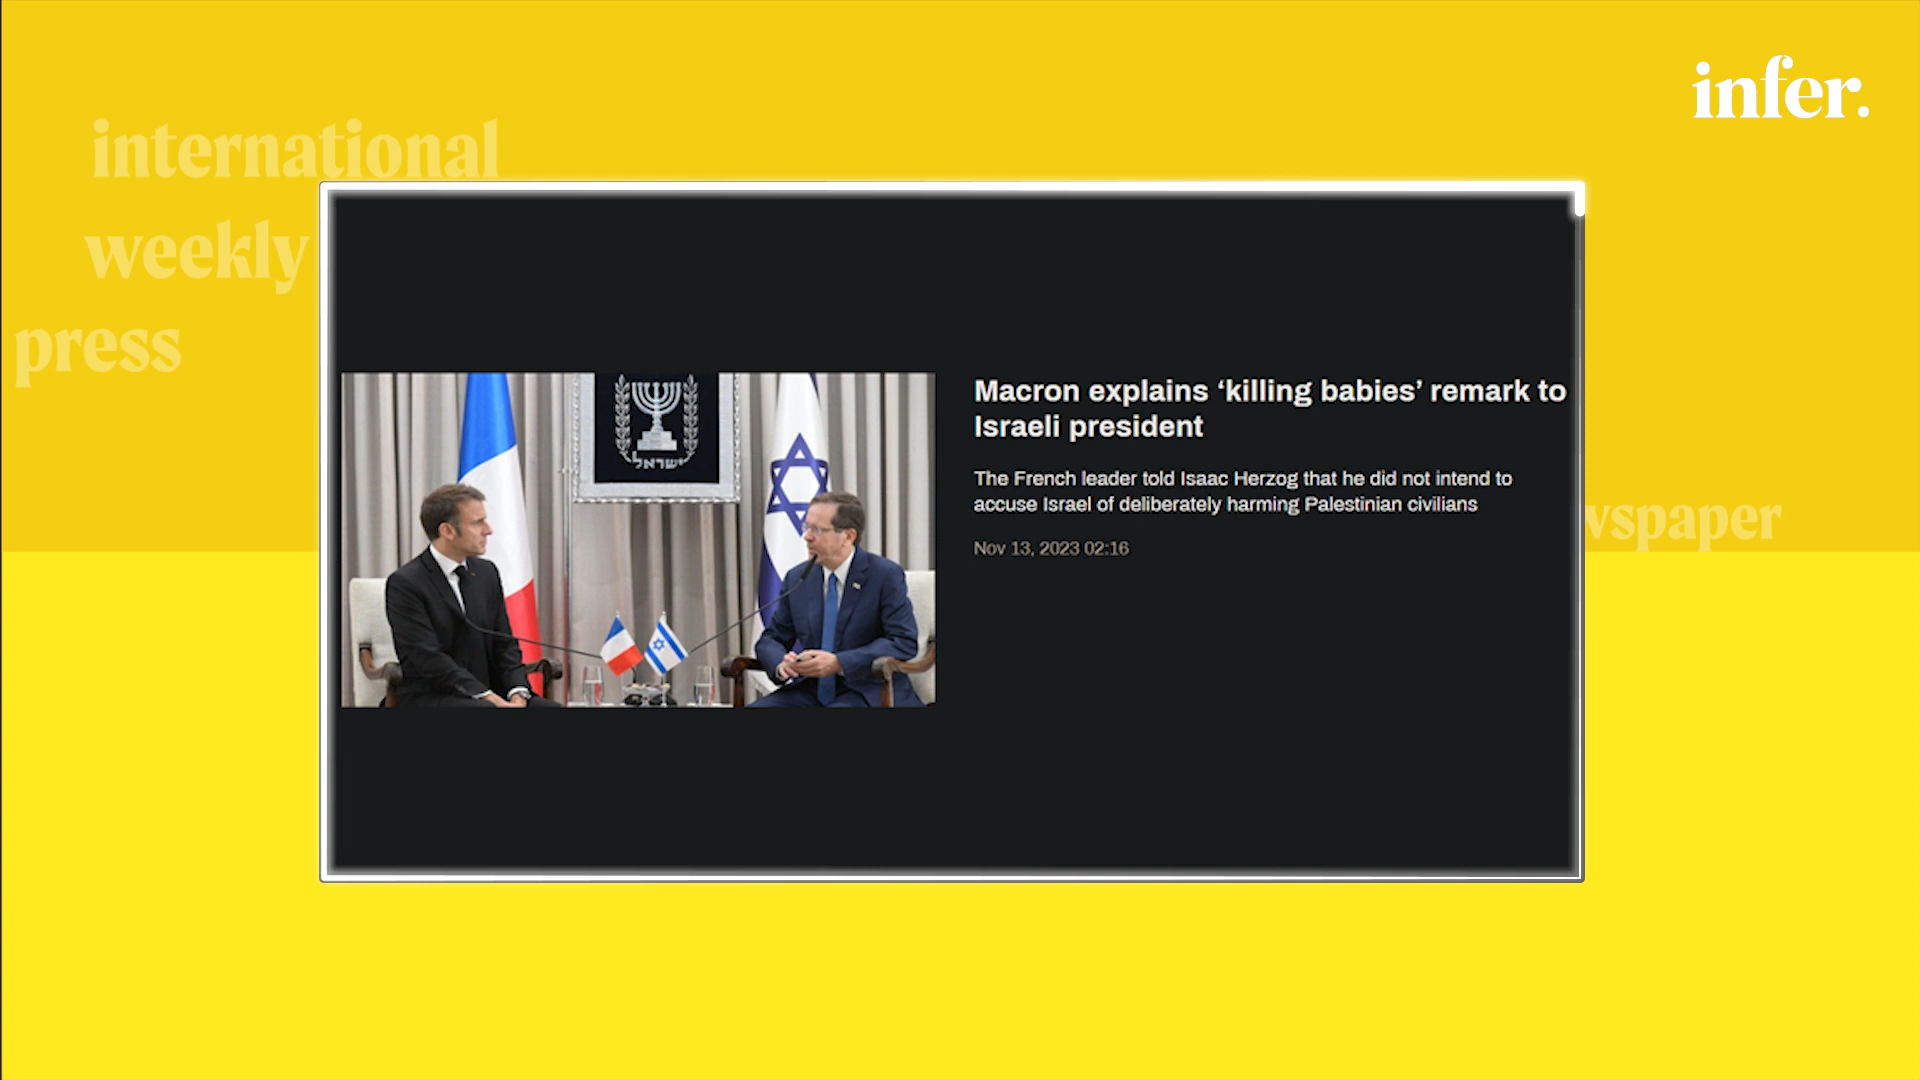 infer.
international
weekly
press
wspaper
ישראל
Macron explains ‘killing babies’ remark to
Israeli president
The French leader told Isaac Herzog that he did not intend to
accuse Israel of deliberately harming Palestinian civilians
Nov 13, 2023 02:16